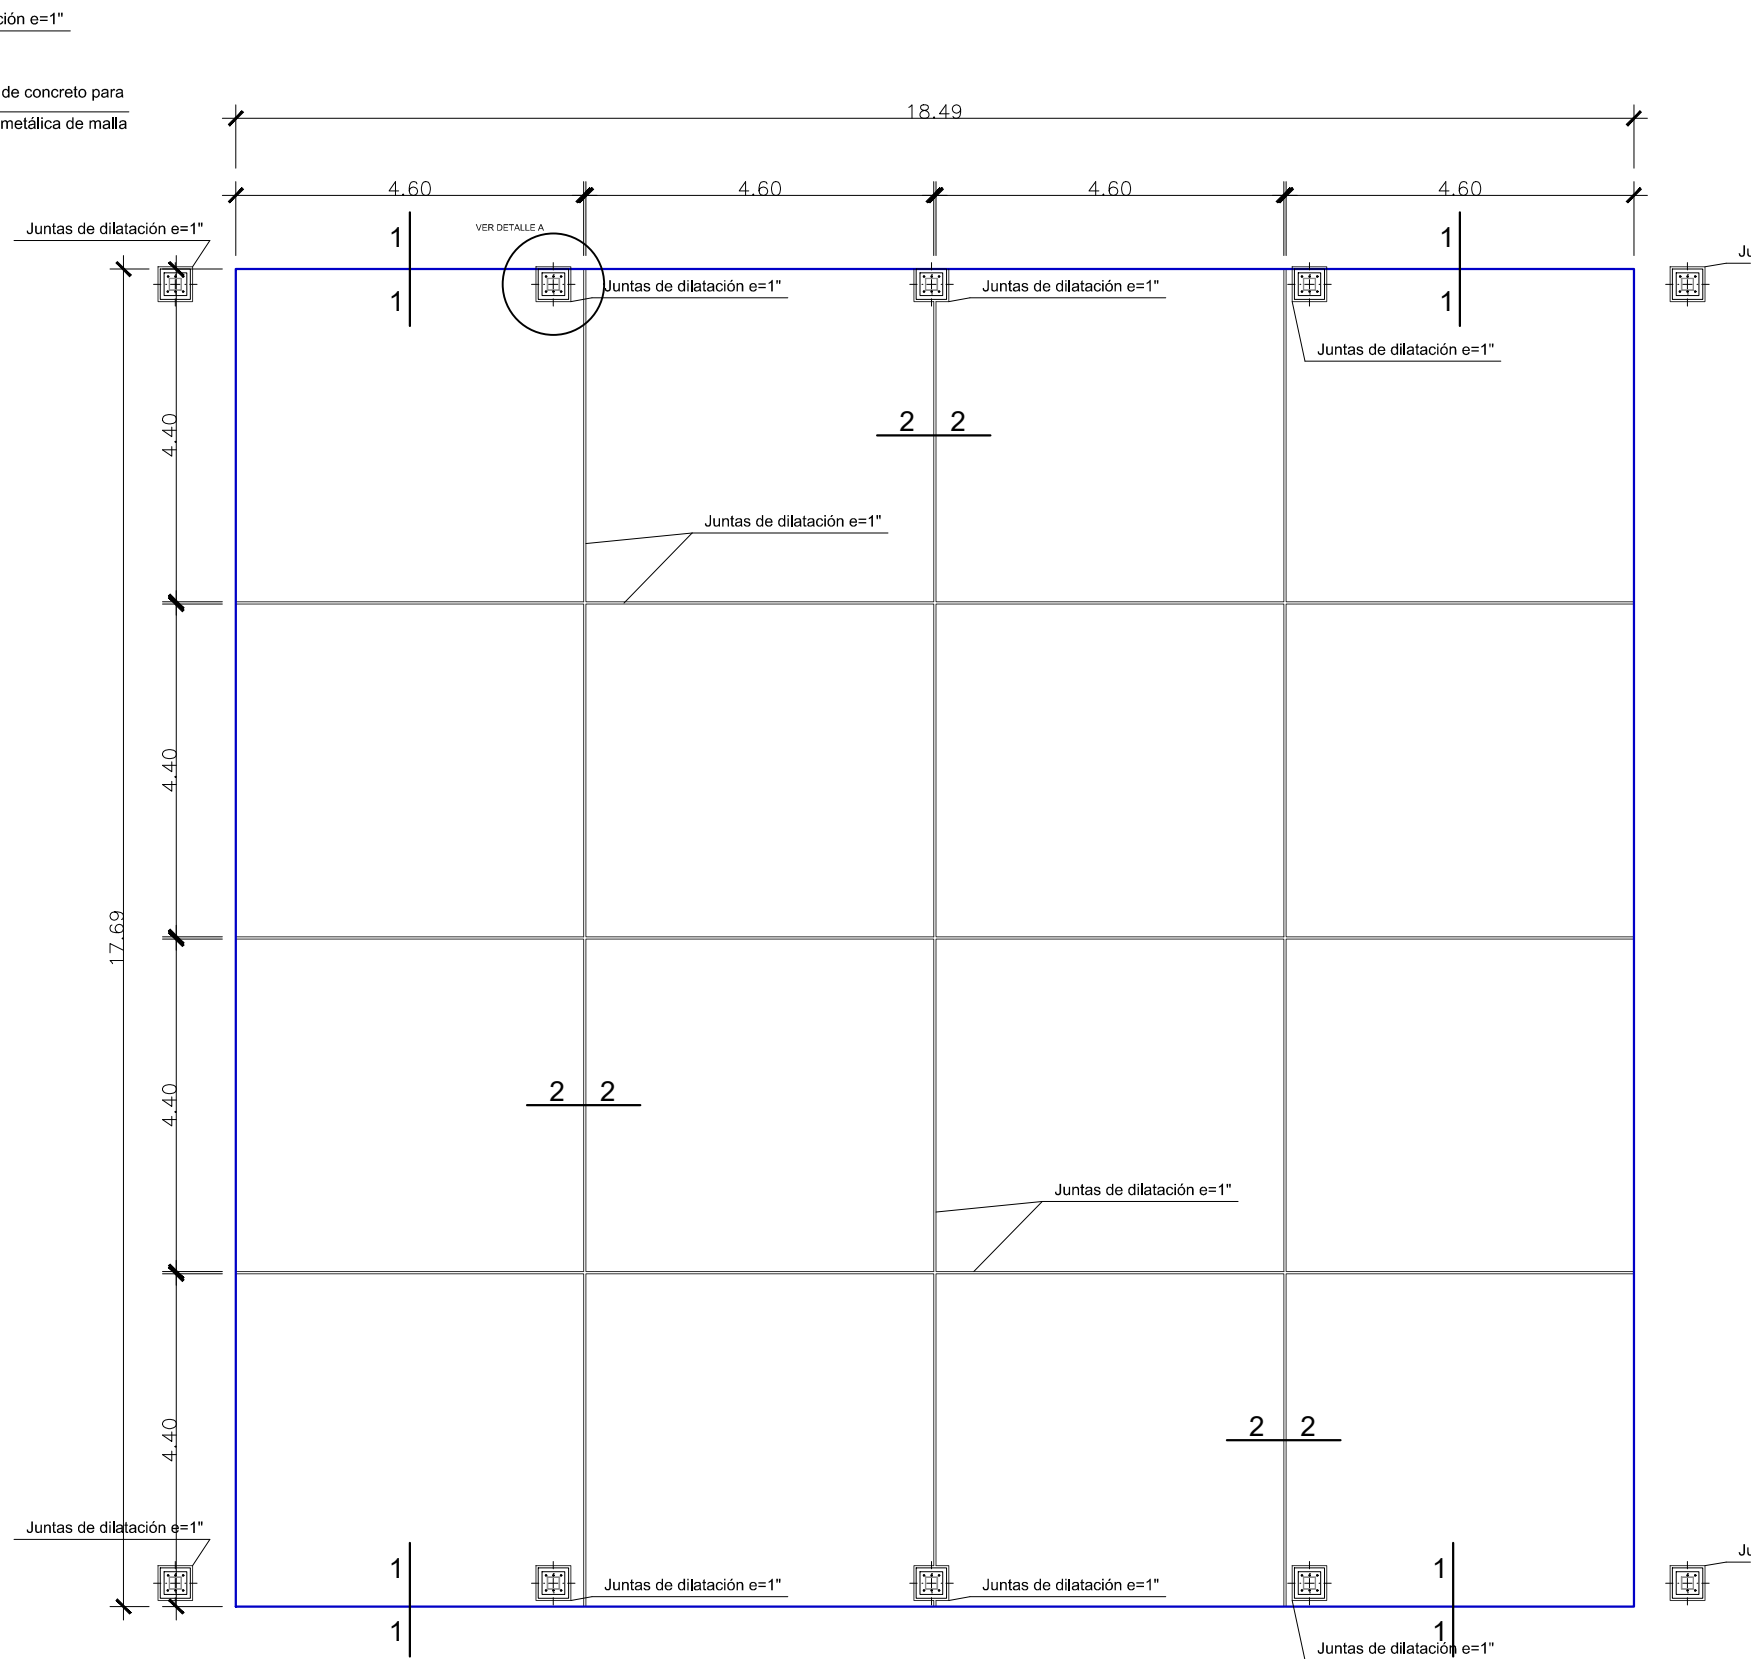 ción e=1"
de concreto para
metálica de malla
18.49
4.60
4.60
4.60
4.60
Juntas de dilatación e=1"
1
VER DETALLE A
1
Ju
1
Juntas de dilatación e=1"
Juntas de dilatación e=1"
1
Juntas de dilatación e=1"
4.40
2 2
Juntas de dilatación e=1"
4.40
17.69
4.40
2 2
Juntas de dilatación e=1"
4.40
2 2
Juntas de dilatación e=1"
Ju
1
1
Juntas de dilatación e=1"
Juntas de dilatación e=1"
1
1
Juntas de dilatación e=1"